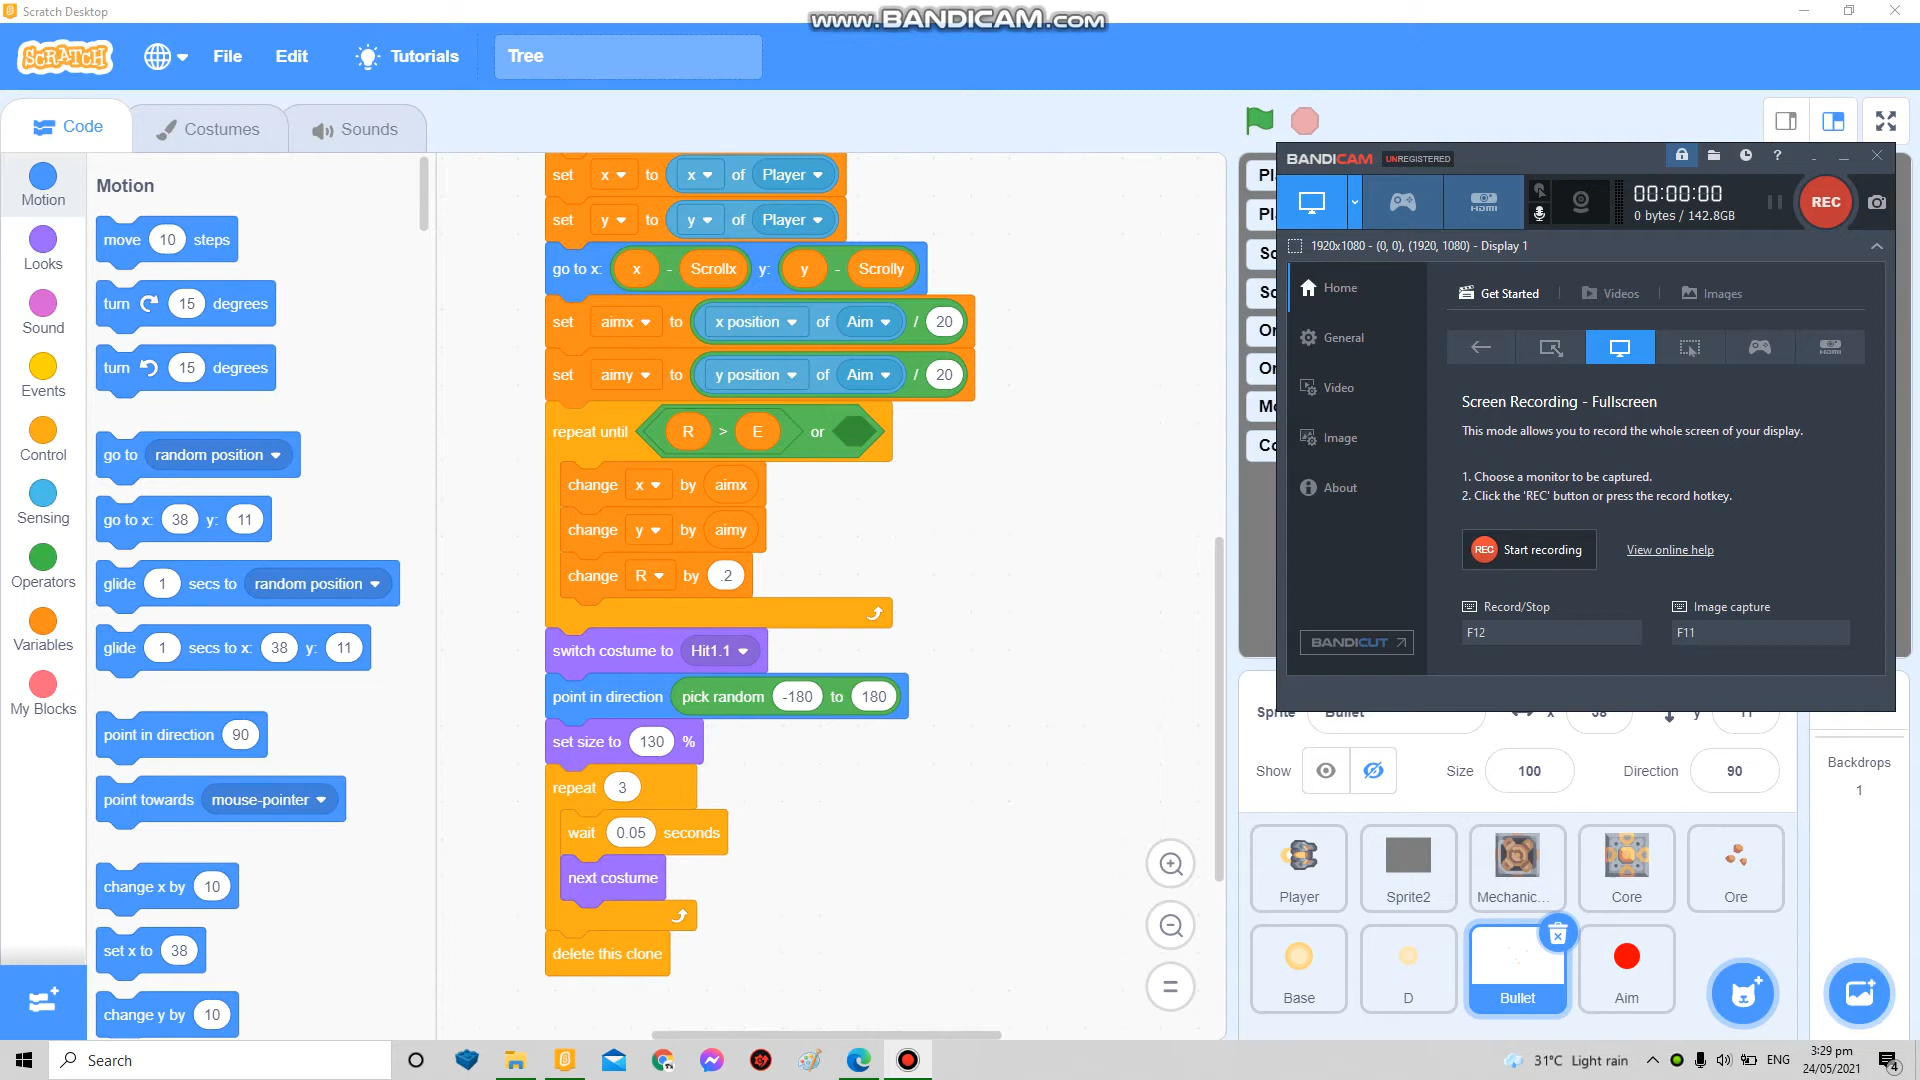 Scratch Desktop
www.BANDICAM.com
SCRATCH
File
Edit
Tutorials
Tree
Code
Costumes
Sounds
Motion
Looks
Sound
Events
Control
Sensing
Operators
Variables
My Blocks
Motion
move 10 steps
turn 15 degrees
turn 15 degrees
go to random position
go to x: 38 y: 11
glide 1 secs to random position
glide 1 secs to x: 38 y: 11
point in direction 90
point towards mouse-pointer
change x by 10
set x to 38
change y by 10
set x to x of Player
set y to y of Player
go to x: x - Scrollx y: y - Scrolly
set aimx to x position of Aim / 20
set aimy to y position of Aim / 20
repeat until R > E or
change x by aimx
change y by aimy
change R by .2
switch costume to Hit1.1
point in direction pick random -180 to 180
set size to 130 %
repeat 3
wait 0.05 seconds
next costume
delete this clone
BANDICAM UNREGISTERED
HDMI
00:00:00
0 bytes / 142.8GB
REC
1920x1080 - (0, 0), (1920, 1080) - Display 1
Home
General
Video
Image
About
BANDICUT
Get Started
Videos
Images
HDMI
Screen Recording - Fullscreen
This mode allows you to record the whole screen of your display.
1. Choose a monitor to be captured.
2. Click the 'REC' button or press the record hotkey.
REC Start recording
View online help
Record/Stop
F12
Image capture
F11
Sprite Bullet x 38 y 11
Show
Size 100
Direction 90
Player
Sprite2
Mechanic...
Core
Ore
Base
D
Bullet
Aim
Backdrops
1
Search
31°C Light rain
ENG
3:29 pm
24/05/2021
4